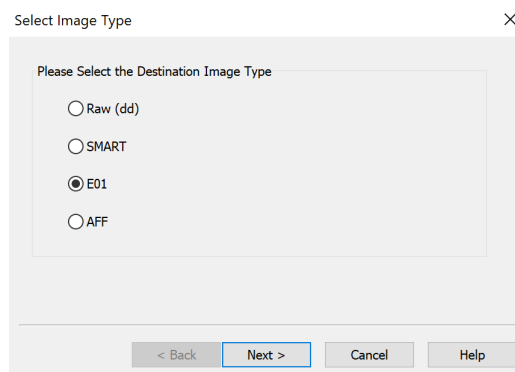 Select Image Type
Please Select the Destination Image Type
Raw (dd)
SMART
E01
AFF
< Back Next > Cancel Help